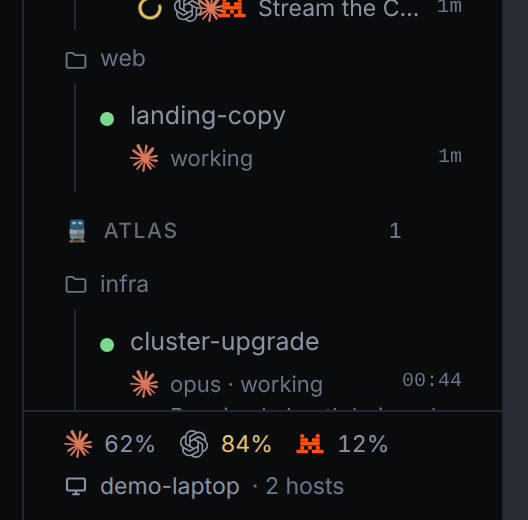 Stream the C... 1m
web
landing-copy
working 1m
ATLAS 1
infra
cluster-upgrade
opus · working 00:44
62% 84% 12%
demo-laptop · 2 hosts